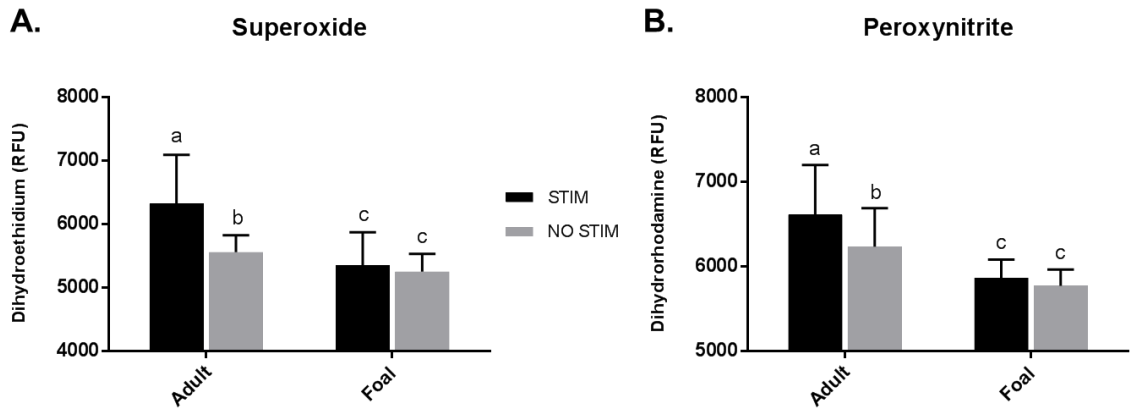 A.
Superoxide
Dihydroethidium (RFU)
8000
7000
6000
5000
4000
a
b
c
c
Adult
Foal
STIM
NO STIM
B.
Peroxynitrite
Dihydrorhodamine (RFU)
8000
7000
6000
5000
a
b
c
c
Adult
Foal